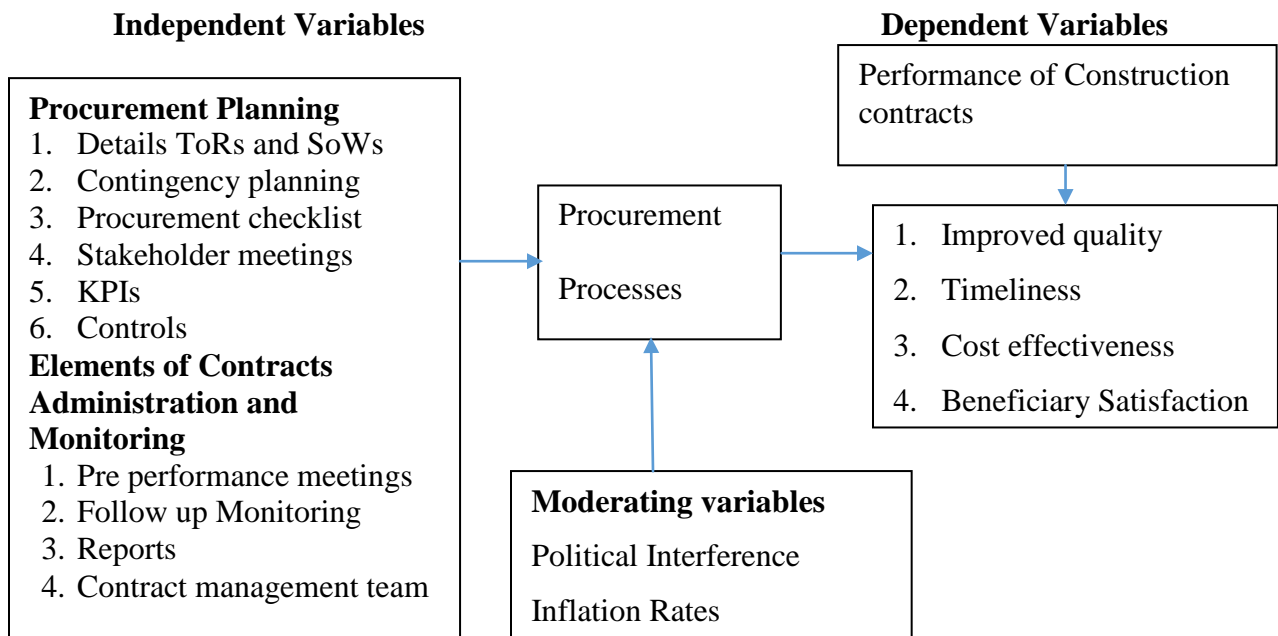 Independent Variables
Procurement Planning
1. Details ToRs and SoWs
2. Contingency planning
3. Procurement checklist
4. Stakeholder meetings
5. KPIs
6. Controls
Elements of Contracts
Administration and
Monitoring
1. Pre performance meetings
2. Follow up Monitoring
3. Reports
4. Contract management team
Procurement
Processes
Moderating variables
Political Interference
Inflation Rates
Dependent Variables
Performance of Construction
contracts
1. Improved quality
2. Timeliness
3. Cost effectiveness
4. Beneficiary Satisfaction